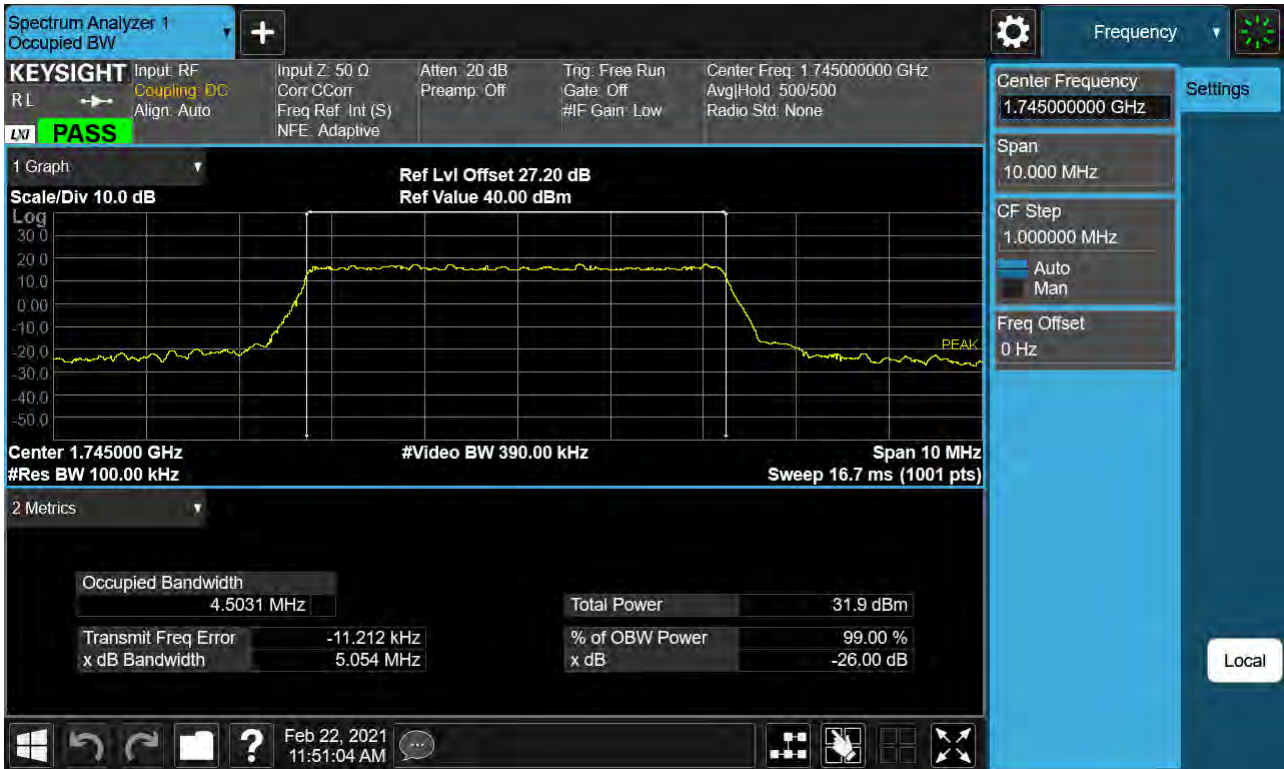 Spectrum Analyzer 1
Occupied BW
+
Frequency
KEYSIGHT
R L
LXI
PASS
Input: RF
Coupling: DC
Align: Auto
Input Z: 50 Ω
Corr CCorr
Freq Ref: Int (S)
NFE: Adaptive
Atten: 20 dB
Preamp: Off
Trig: Free Run
Gate: Off
#IF Gain: Low
Center Freq: 1.745000000 GHz
Avg|Hold: 500/500
Radio Std: None
1 Graph
Scale/Div 10.0 dB
Ref Lvl Offset 27.20 dB
Ref Value 40.00 dBm
Log
30.0
20.0
10.0
0.00
-10.0
-20.0
-30.0
-40.0
-50.0
PEAK
Center 1.745000 GHz
#Video BW 390.00 kHz
Span 10 MHz
#Res BW 100.00 kHz
Sweep 16.7 ms (1001 pts)
2 Metrics
Occupied Bandwidth
4.5031 MHz
Total Power 31.9 dBm
Transmit Freq Error -11.212 kHz
% of OBW Power 99.00 %
x dB Bandwidth 5.054 MHz
x dB -26.00 dB
Center Frequency
1.745000000 GHz
Settings
Span
10.000 MHz
CF Step
1.000000 MHz
Auto
Man
Freq Offset
0 Hz
Local
?
Feb 22, 2021
11:51:04 AM